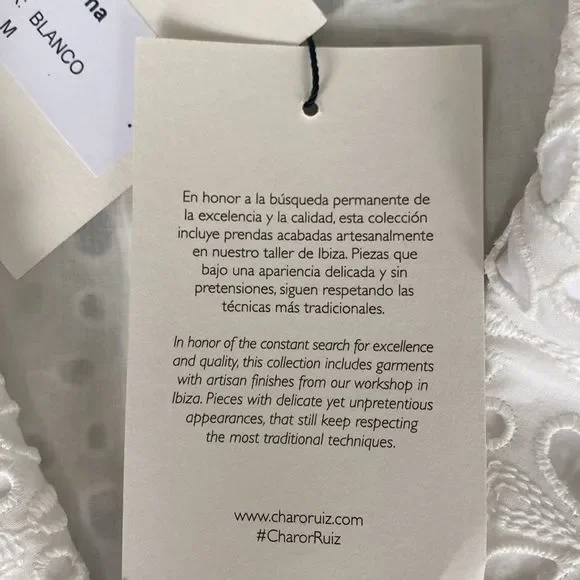 BLANCO
M
En honor a la búsqueda permanente de
la excelencia y la calidad, esta colección
incluye prendas acabadas artesanalmente
en nuestro taller de Ibiza. Piezas que
bajo una apariencia delicada y sin
pretensiones, siguen respetando las
técnicas más tradicionales.
In honor of the constant search for excellence
and quality, this collection includes garments
with artisan finishes from our workshop in
Ibiza. Pieces with delicate yet unpretentious
appearances, that still keep respecting
the most traditional techniques.
www.charoruiz.com
#CharorRuiz